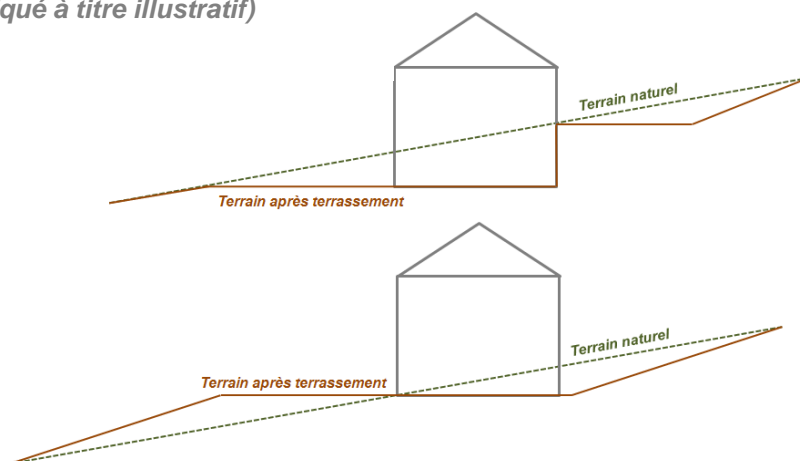 qué à titre illustratif)
Terrain naturel
Terrain après terrassement
Terrain naturel
Terrain après terrassement